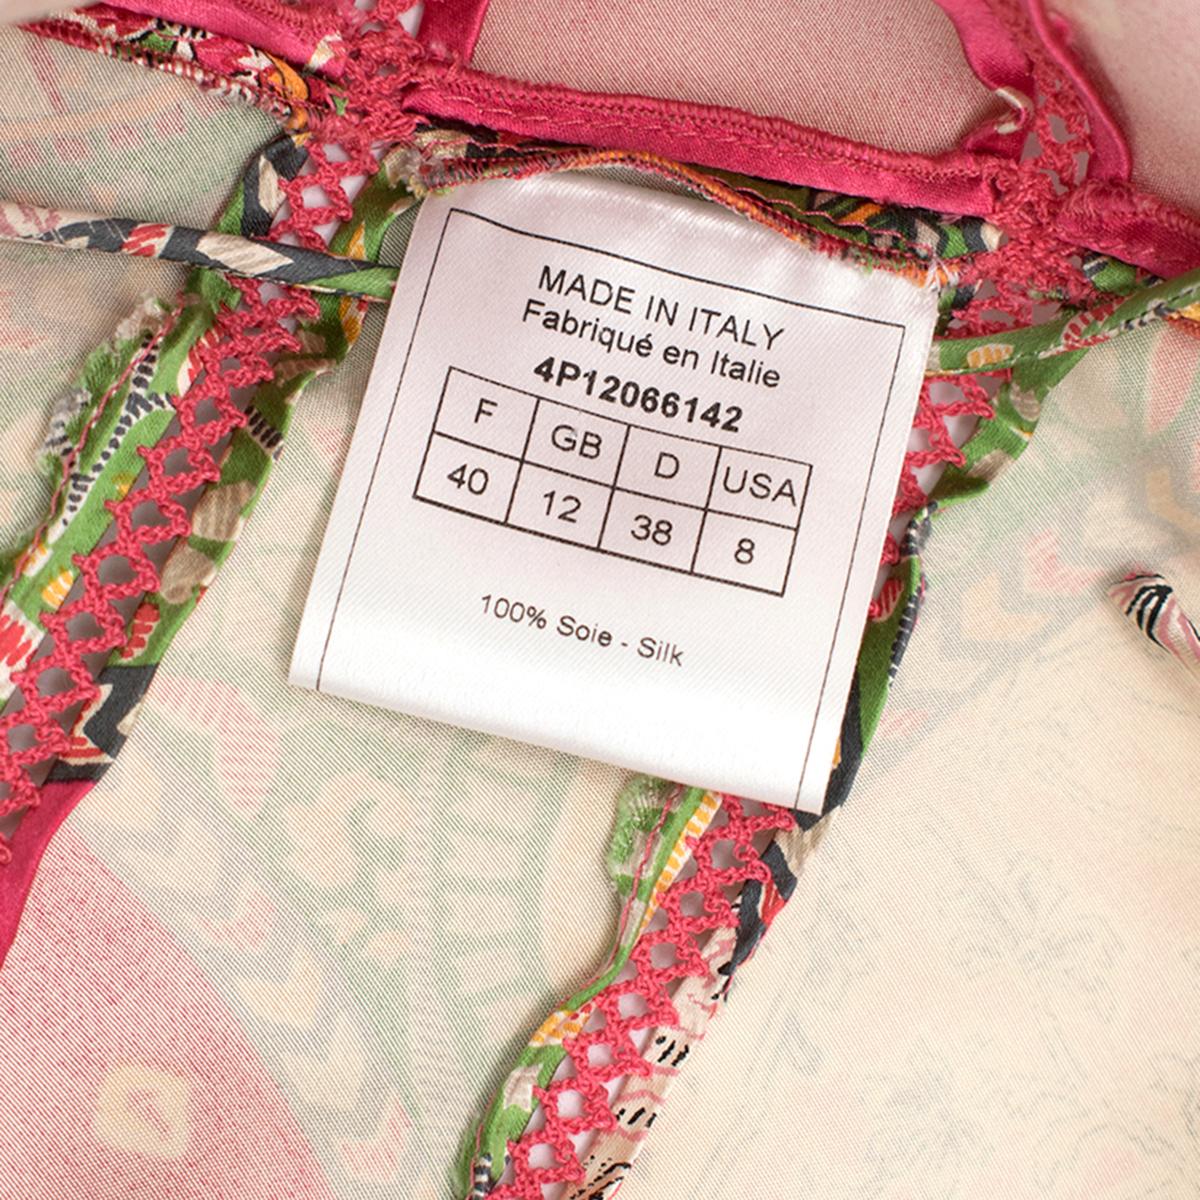 MADE IN ITALY
Fabriqué en Italie
4P12066142
F GB D USA
40 12 38 8
100% Soie - Silk